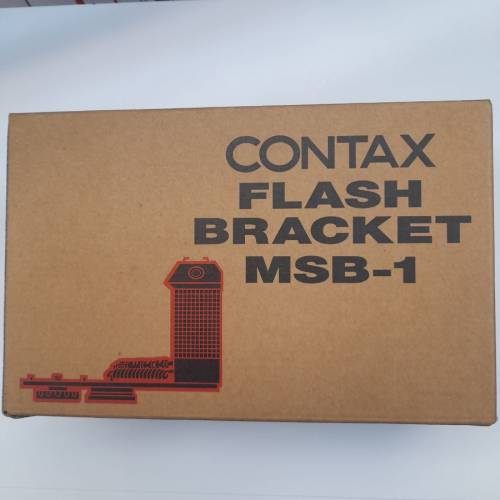 CONTAX
FLASH
BRACKET
MSB-1